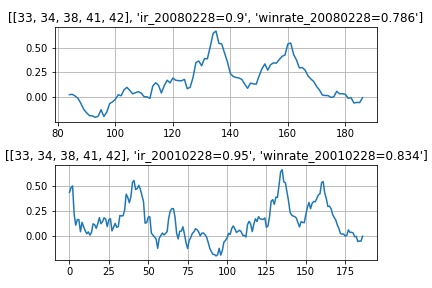 [[33, 34, 38, 41, 42], 'ir_20080228=0.9', 'winrate_20080228=0.786']
0.50
0.25
0.00
80 100 120 140 160 180
[[33, 34, 38, 41, 42], 'ir_20010228=0.95', 'winrate_20010228=0.834']
0.50
0.25
0.00
0 25 50 75 100 125 150 175